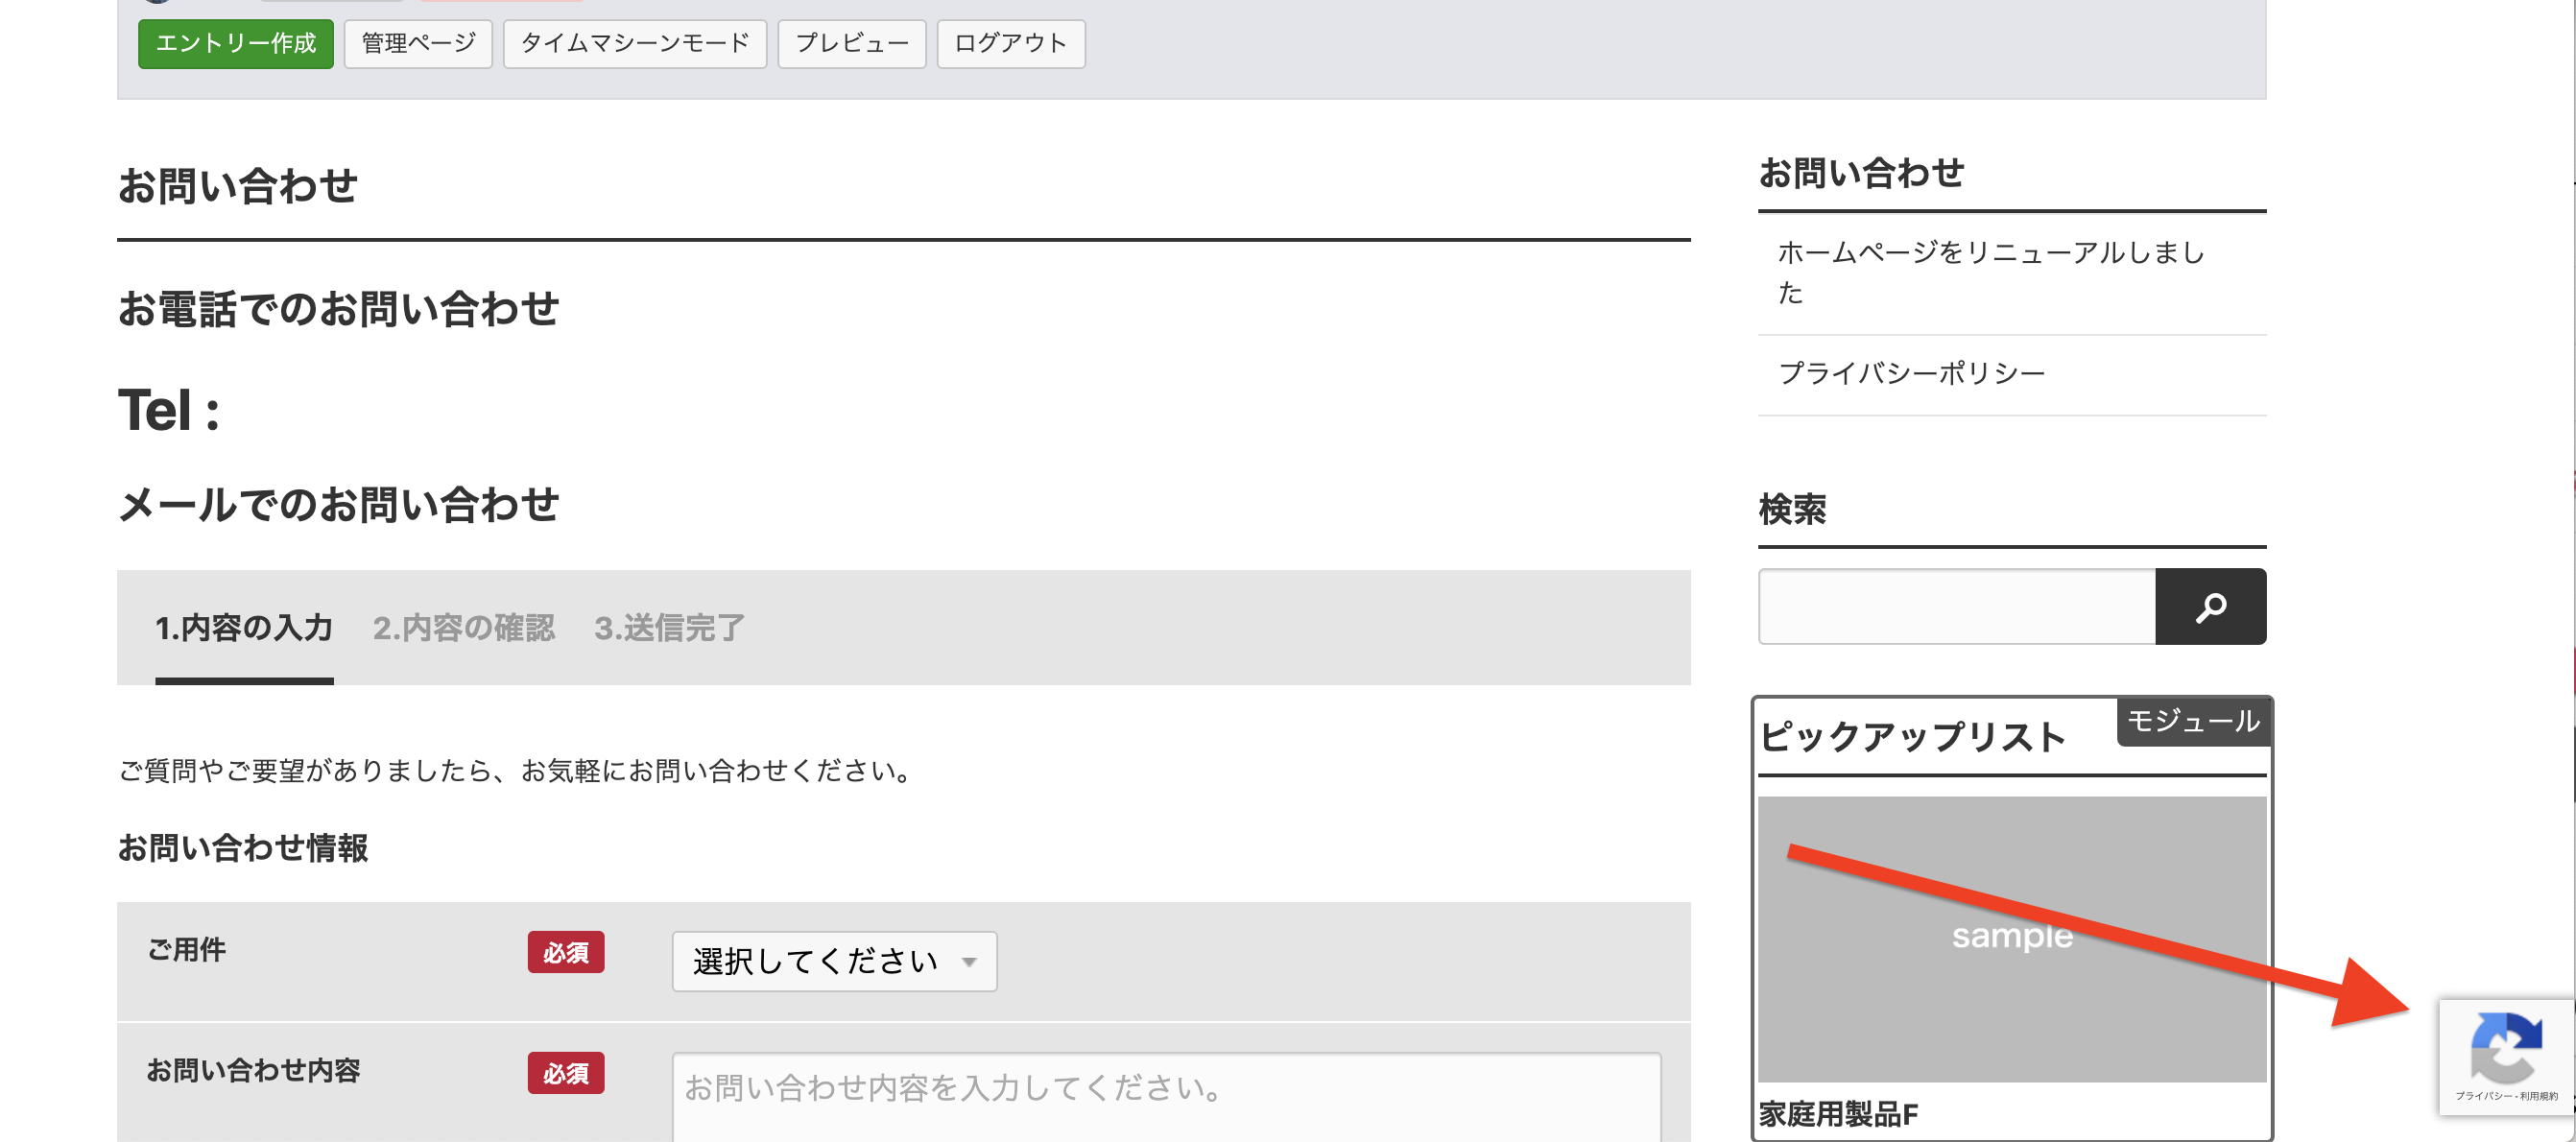 エントリー作成 管理ページ タイムマシーンモード プレビュー ログアウト
お問い合わせ
お電話でのお問い合わせ
Tel :
メールでのお問い合わせ
1.内容の入力 2.内容の確認 3.送信完了
ご質問やご要望がありましたら、お気軽にお問い合わせください。
お問い合わせ情報
ご用件 必須 選択してください
お問い合わせ内容 必須 お問い合わせ内容を入力してください。
お問い合わせ
ホームページをリニューアルしまし
た
プライバシーポリシー
検索
モジュール
ピックアップリスト
sample
家庭用製品F
プライバシー - 利用規約